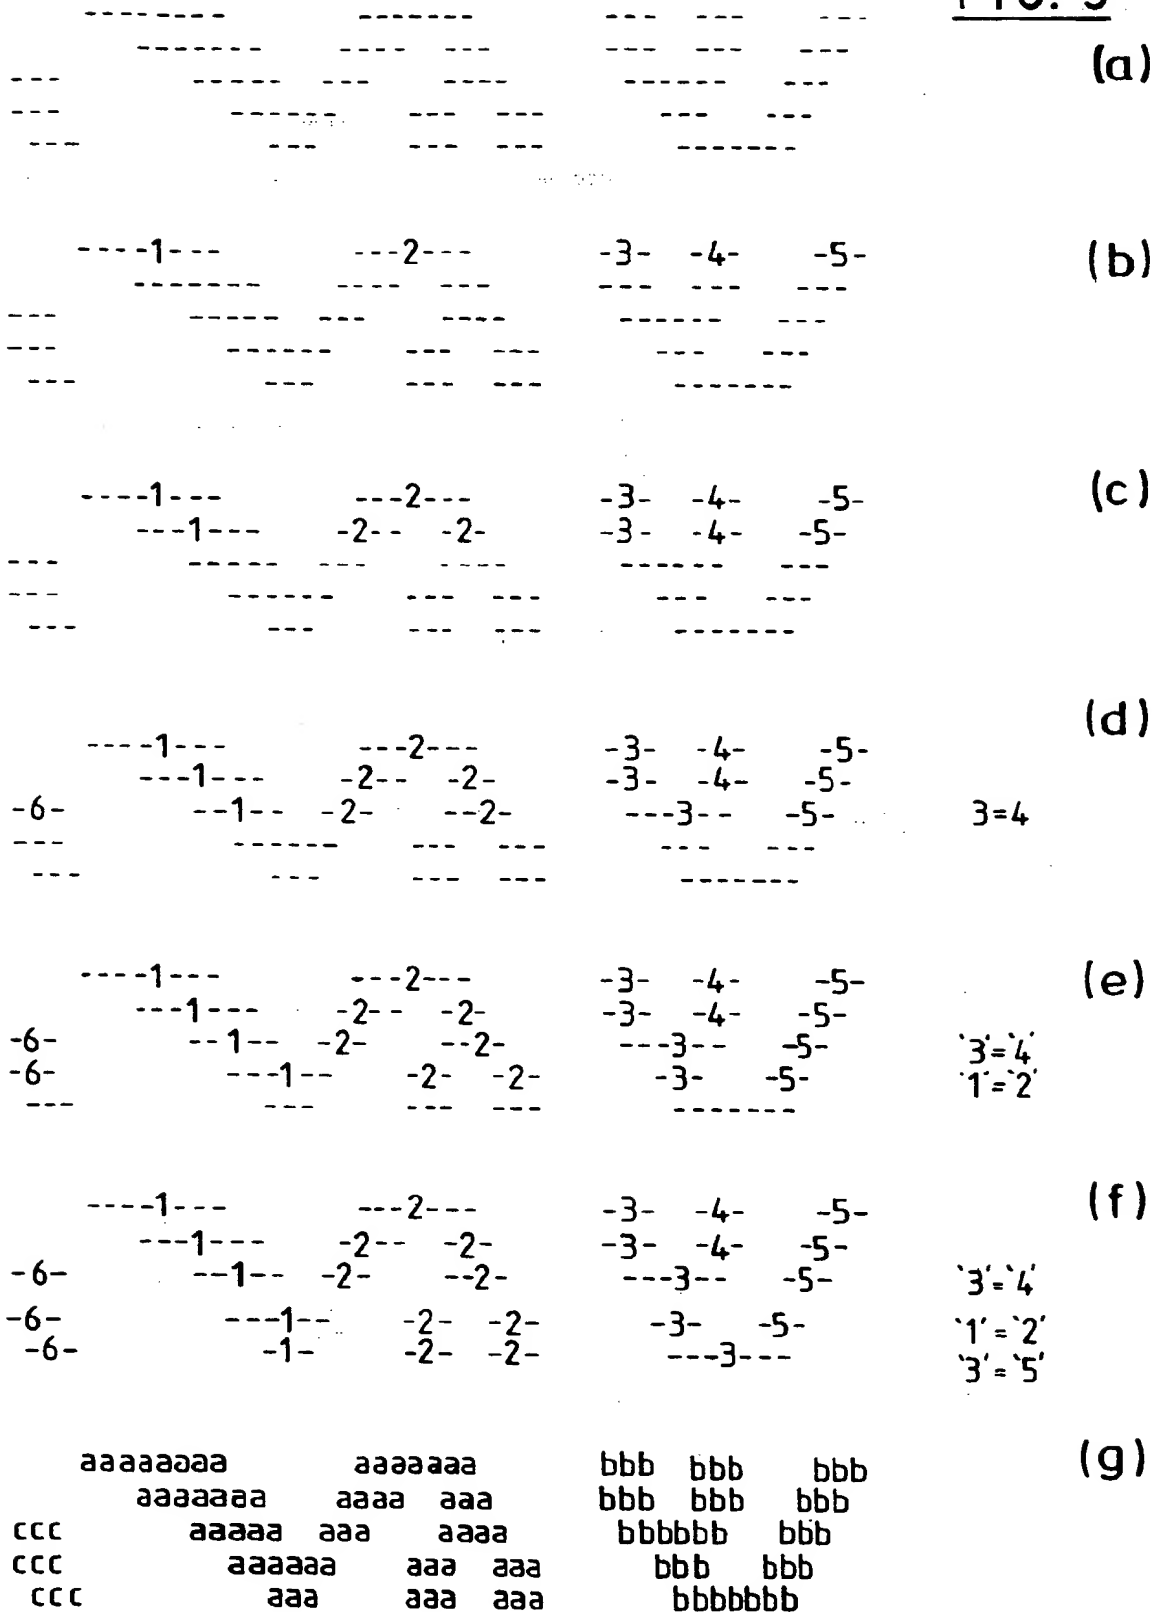 FIG. 5
-------- ------- --- --- ---
(a)
------- ---- --- --- --- ---
--- ----- --- ---- ------ ---
--- ------ --- --- --- ---
--- --- --- --- -------
----1--- ---2--- -3- -4- -5- (b)
------- ---- --- --- --- ---
--- ----- --- ---- ------ ---
--- ------ --- --- --- ---
--- --- --- --- -------
----1--- ---2--- -3- -4- -5- (c)
---1--- -2-- -2- -3- -4- -5-
--- ----- --- ---- ------ ---
--- ------ --- --- --- ---
--- --- --- --- -------
(d)
----1--- ---2--- -3- -4- -5-
---1--- -2-- -2- -3- -4- -5-
-6- --1-- -2- --2- ---3-- -5- 3=4
--- ------ --- --- --- ---
--- --- --- --- -------
----1--- ---2--- -3- -4- -5- (e)
---1--- -2-- -2- -3- -4- -5-
-6- --1-- -2- --2- ---3-- -5- '3'='4'
-6- ---1-- -2- -2- -3- -5- '1'='2'
--- --- --- --- -------
----1--- ---2--- -3- -4- -5- (f)
---1--- -2-- -2- -3- -4- -5-
-6- --1-- -2- --2- ---3-- -5- '3'='4'
-6- ---1-- -2- -2- -3- -5- '1'='2'
-6- -1- -2- -2- ---3--- '3'='5'
aaaaaaaa aaaaaaa bbb bbb bbb (g)
aaaaaaa aaaa aaa bbb bbb bbb
ccc aaaaa aaa aaaa bbbbbb bbb
ccc aaaaaa aaa aaa bbb bbb
ccc aaa aaa aaa bbbbbbb